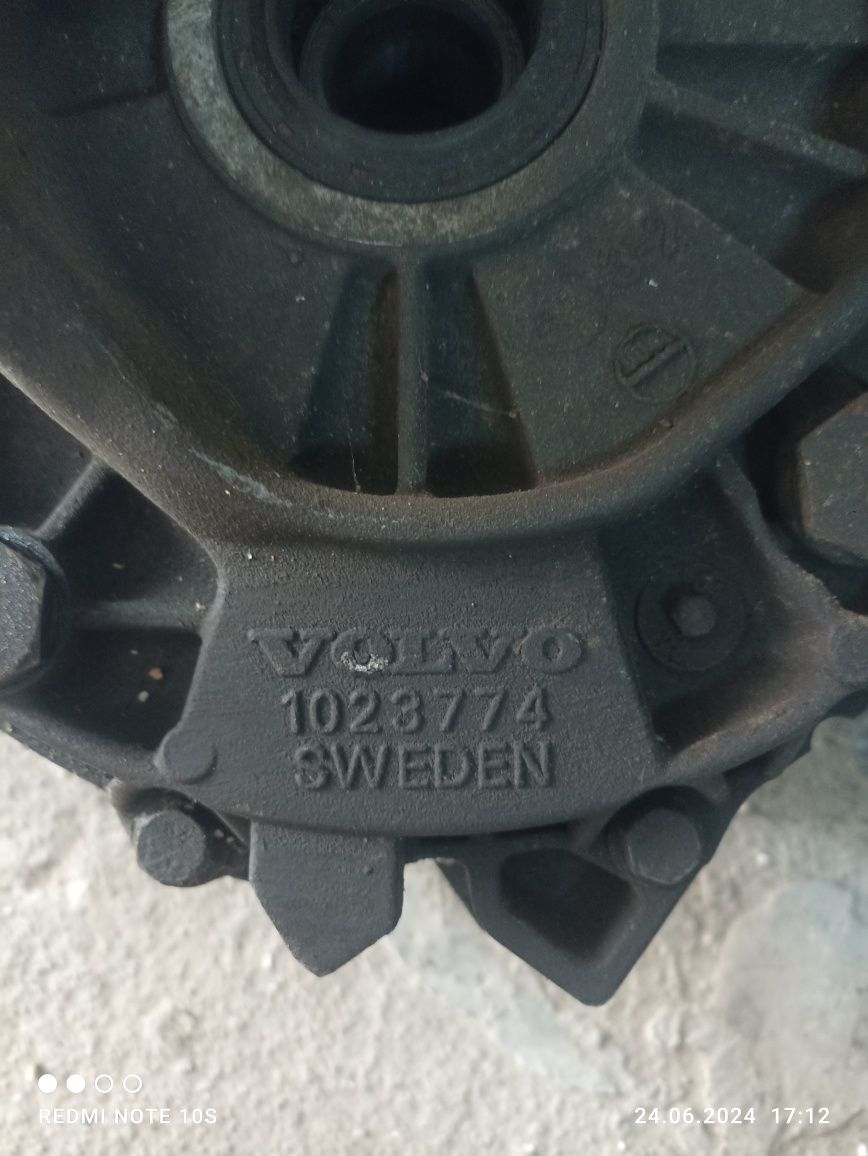 VOLVO
1023774
SWEDEN
REDMI NOTE 10S
24.06.2024 17:12